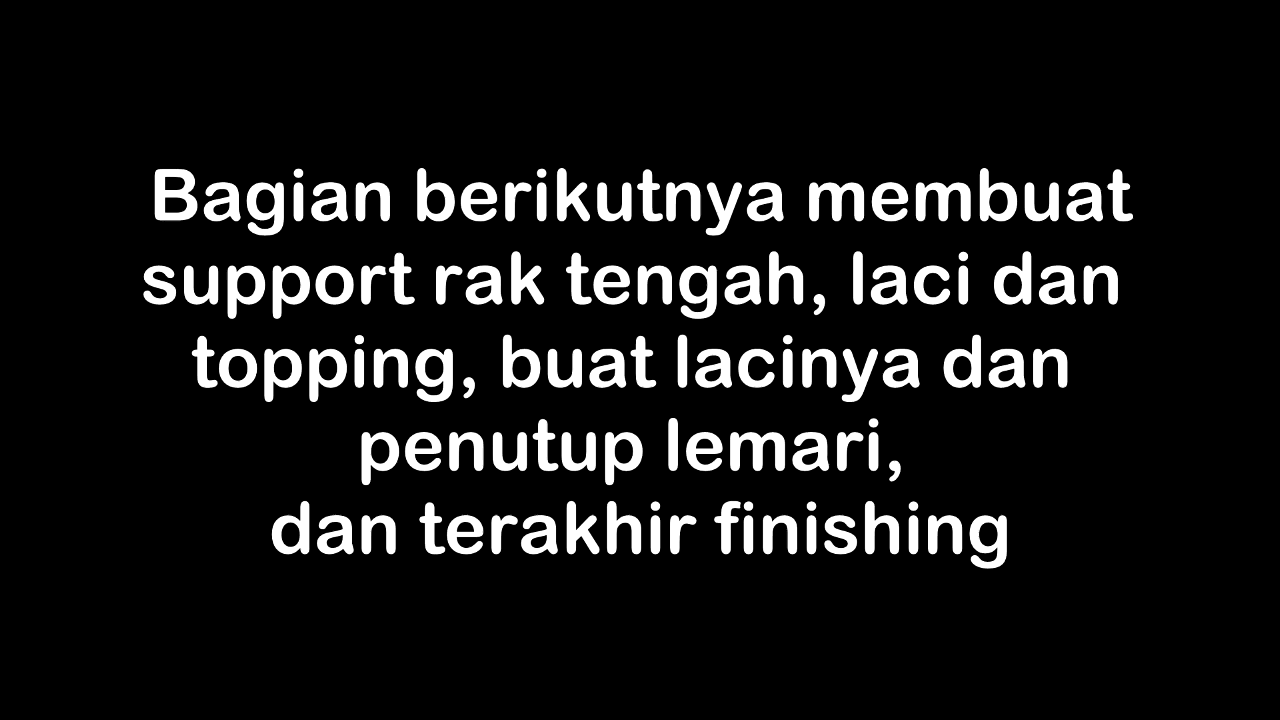 Bagian berikutnya membuat
support rak tengah, laci dan
topping, buat lacinya dan
penutup lemari,
dan terakhir finishing